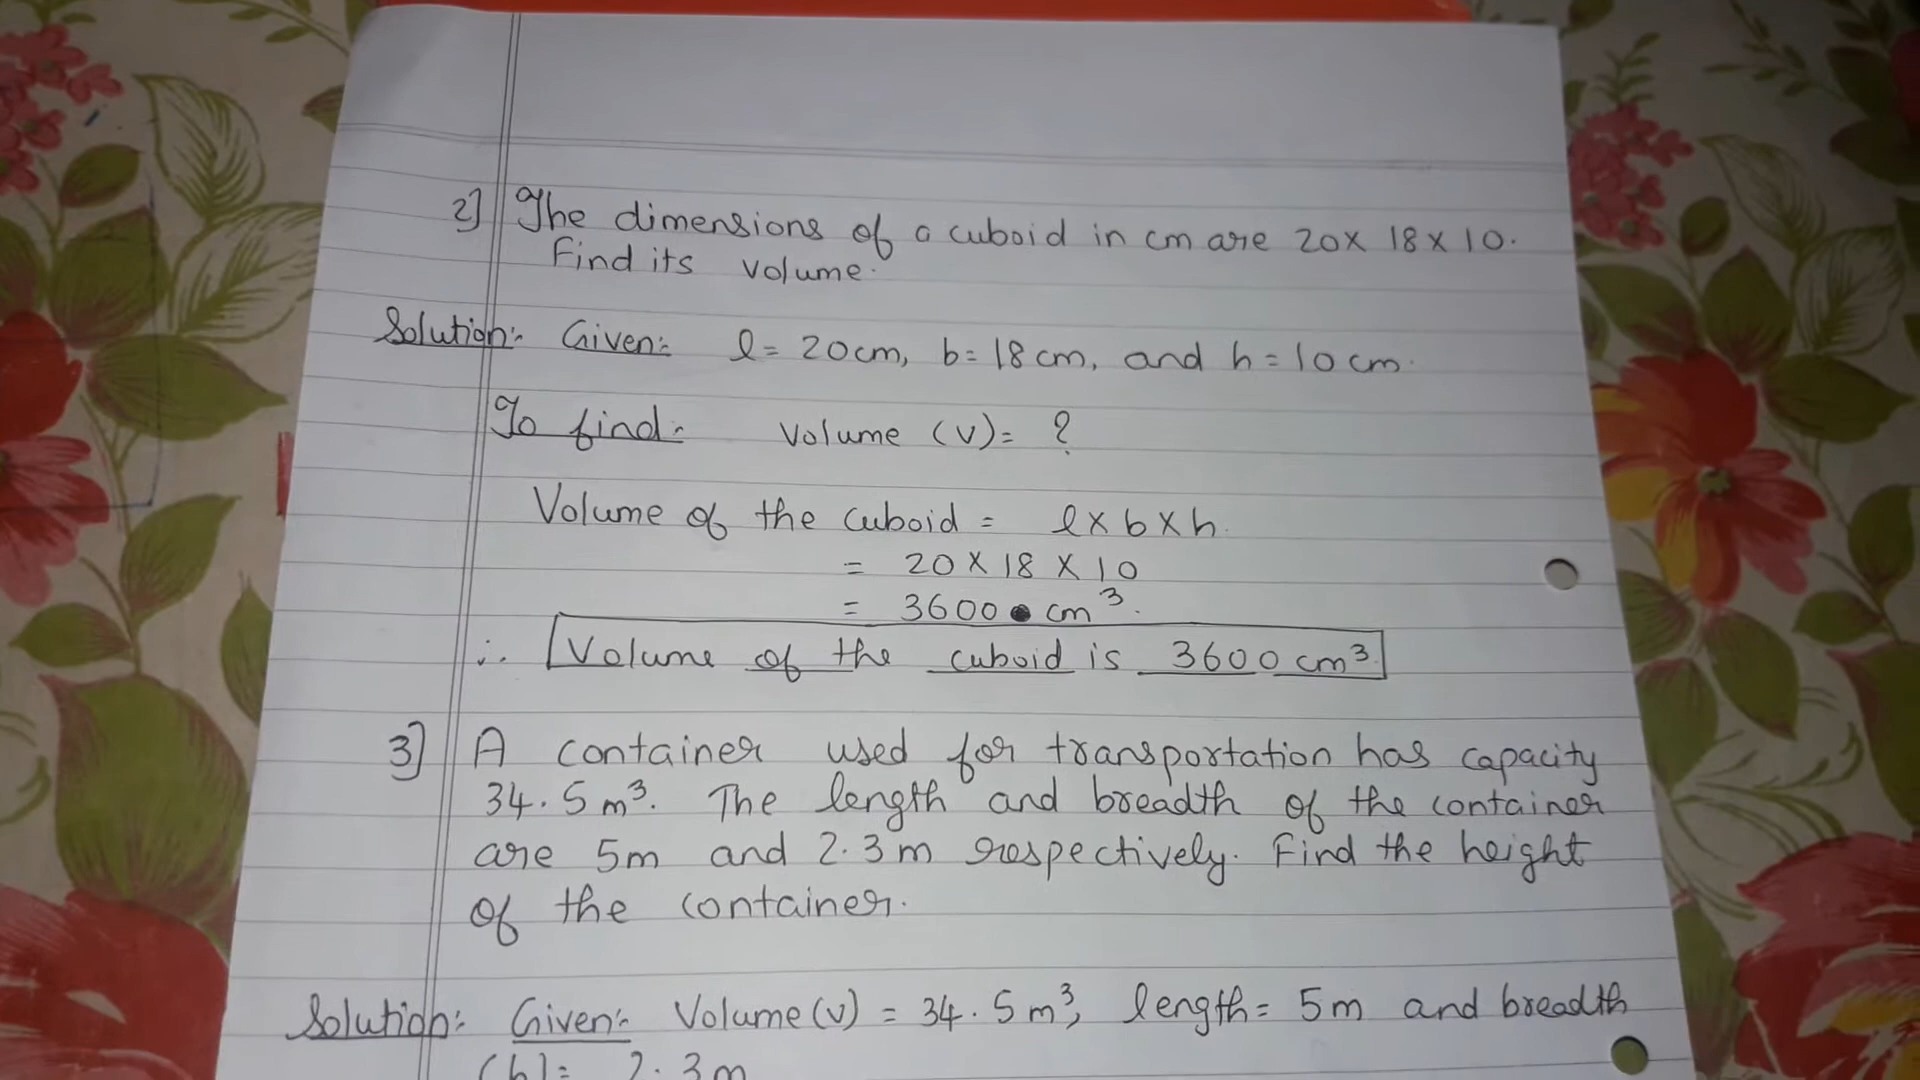 2] The dimensions of a cuboid in cm are 20 x 18 x 10.
Find its volume.
Solution:- Given:- l = 20cm, b = 18 cm, and h = 10 cm.
To find:- Volume (v) = ?
Volume of the cuboid = l x b x h.
= 20 x 18 x 10
= 3600 cm³.
∴ Volume of the cuboid is 3600 cm³.
3] A container used for transportation has capacity
34.5 m³. The length and breadth of the container
are 5m and 2.3 m respectively. Find the height
of the container.
Solution:- Given:- Volume (v) = 34.5 m³, length = 5m and breadth
(b) = 2.3m